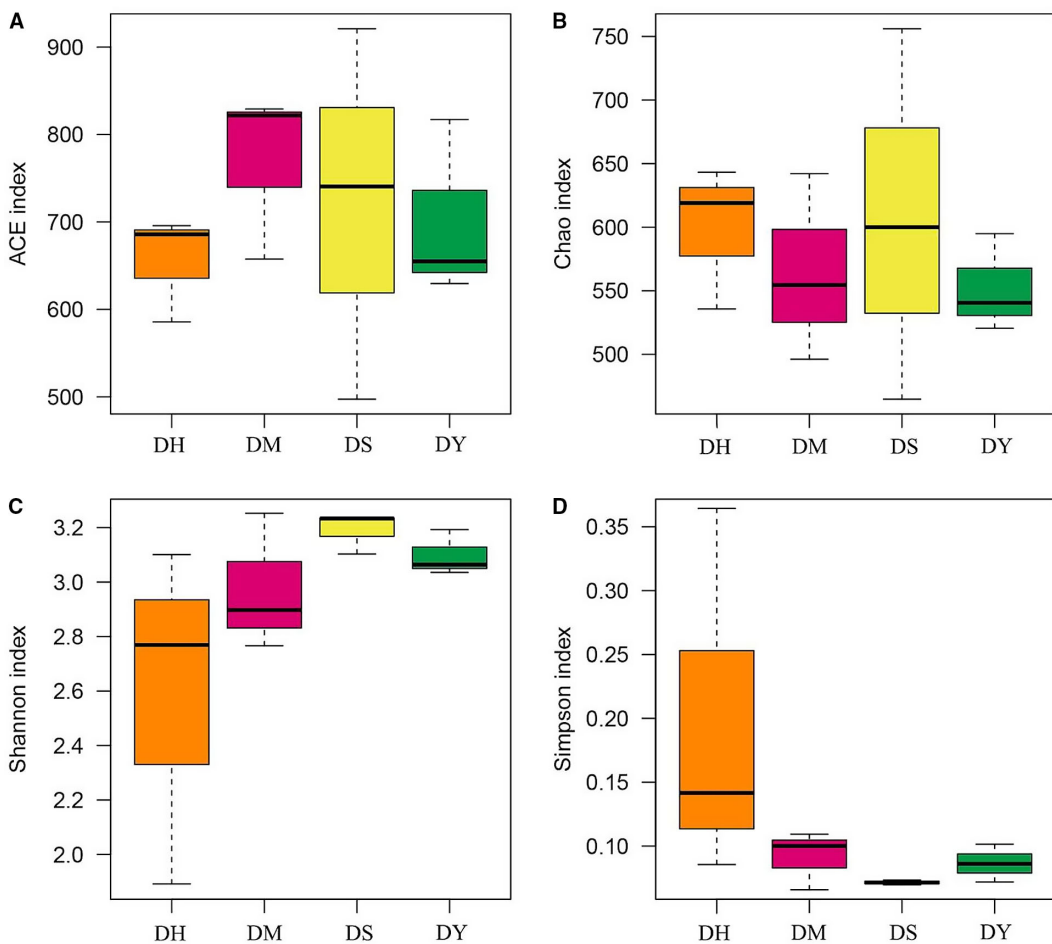 A
ACE index
900
800
700
600
500
DH DM DS DY
B
Chao index
750
700
650
600
550
500
DH DM DS DY
C
Shannon index
3.2
3.0
2.8
2.6
2.4
2.2
2.0
DH DM DS DY
D
Simpson index
0.35
0.30
0.25
0.20
0.15
0.10
DH DM DS DY